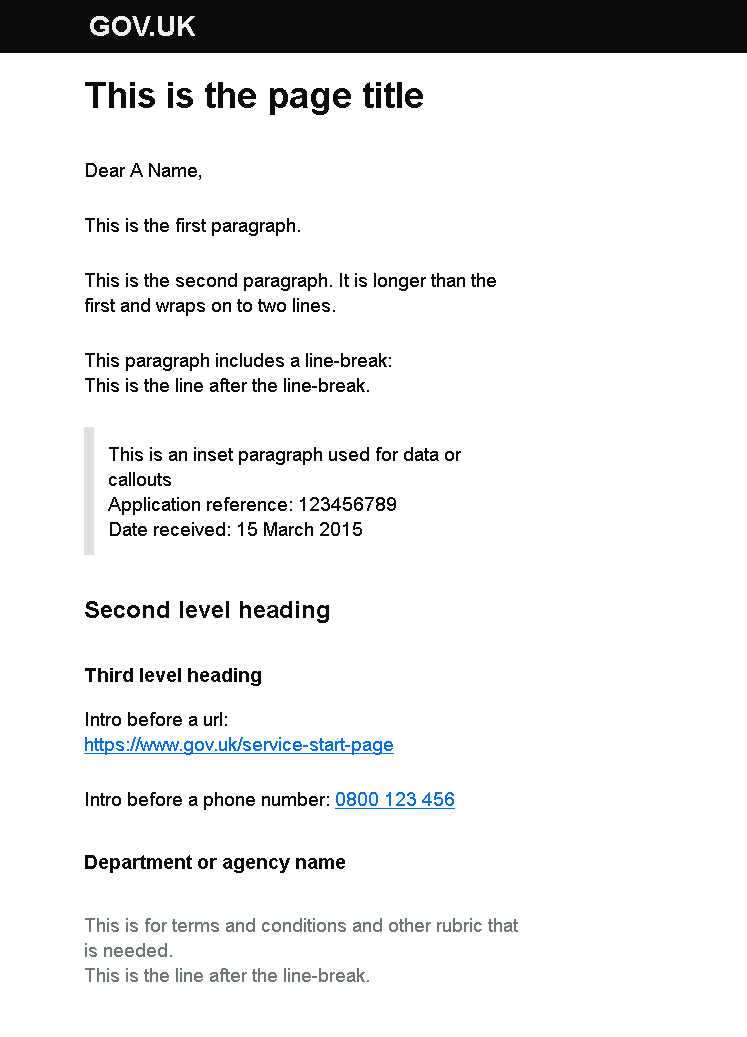 GOV.UK
This is the page title
Dear A Name,
This is the first paragraph.
This is the second paragraph. It is longer than the
first and wraps on to two lines.
This paragraph includes a line-break:
This is the line after the line-break.
This is an inset paragraph used for data or
callouts
Application reference: 123456789
Date received: 15 March 2015
Second level heading
Third level heading
Intro before a url:
https://www.gov.uk/service-start-page
Intro before a phone number: 0800 123 456
Department or agency name
This is for terms and conditions and other rubric that
is needed.
This is the line after the line-break.